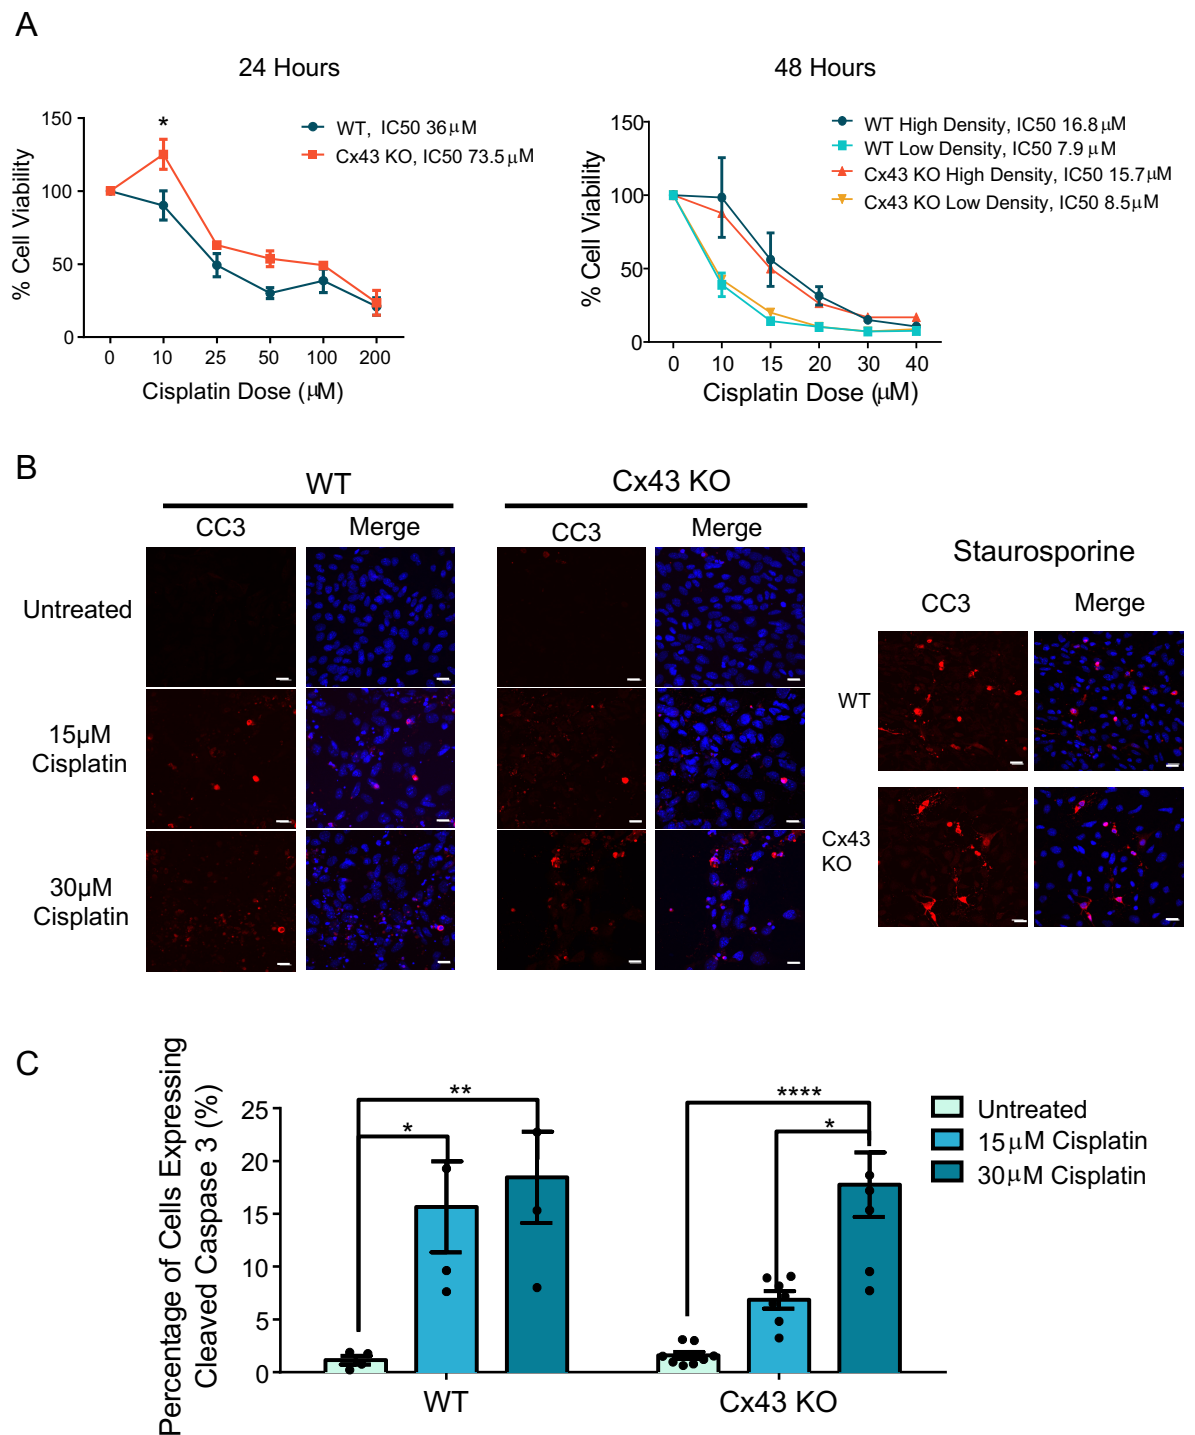 A
24 Hours
150
100
50
0
% Cell Viability
*
WT, IC50 36μM
Cx43 KO, IC50 73.5μM
0 10 25 50 100 200
Cisplatin Dose (μM)
48 Hours
150
100
50
0
% Cell Viability
WT High Density, IC50 16.8μM
WT Low Density, IC50 7.9 μM
Cx43 KO High Density, IC50 15.7μM
Cx43 KO Low Density, IC50 8.5μM
0 10 15 20 30 40
Cisplatin Dose (μM)
B
WT
Cx43 KO
CC3 Merge
CC3 Merge
Untreated
15μM
Cisplatin
30μM
Cisplatin
Staurosporine
CC3 Merge
WT
Cx43
KO
C
Percentage of Cells Expressing
Cleaved Caspase 3 (%)
25
20
15
10
5
0
**
*
****
*
WT
Cx43 KO
Untreated
15μM Cisplatin
30μM Cisplatin